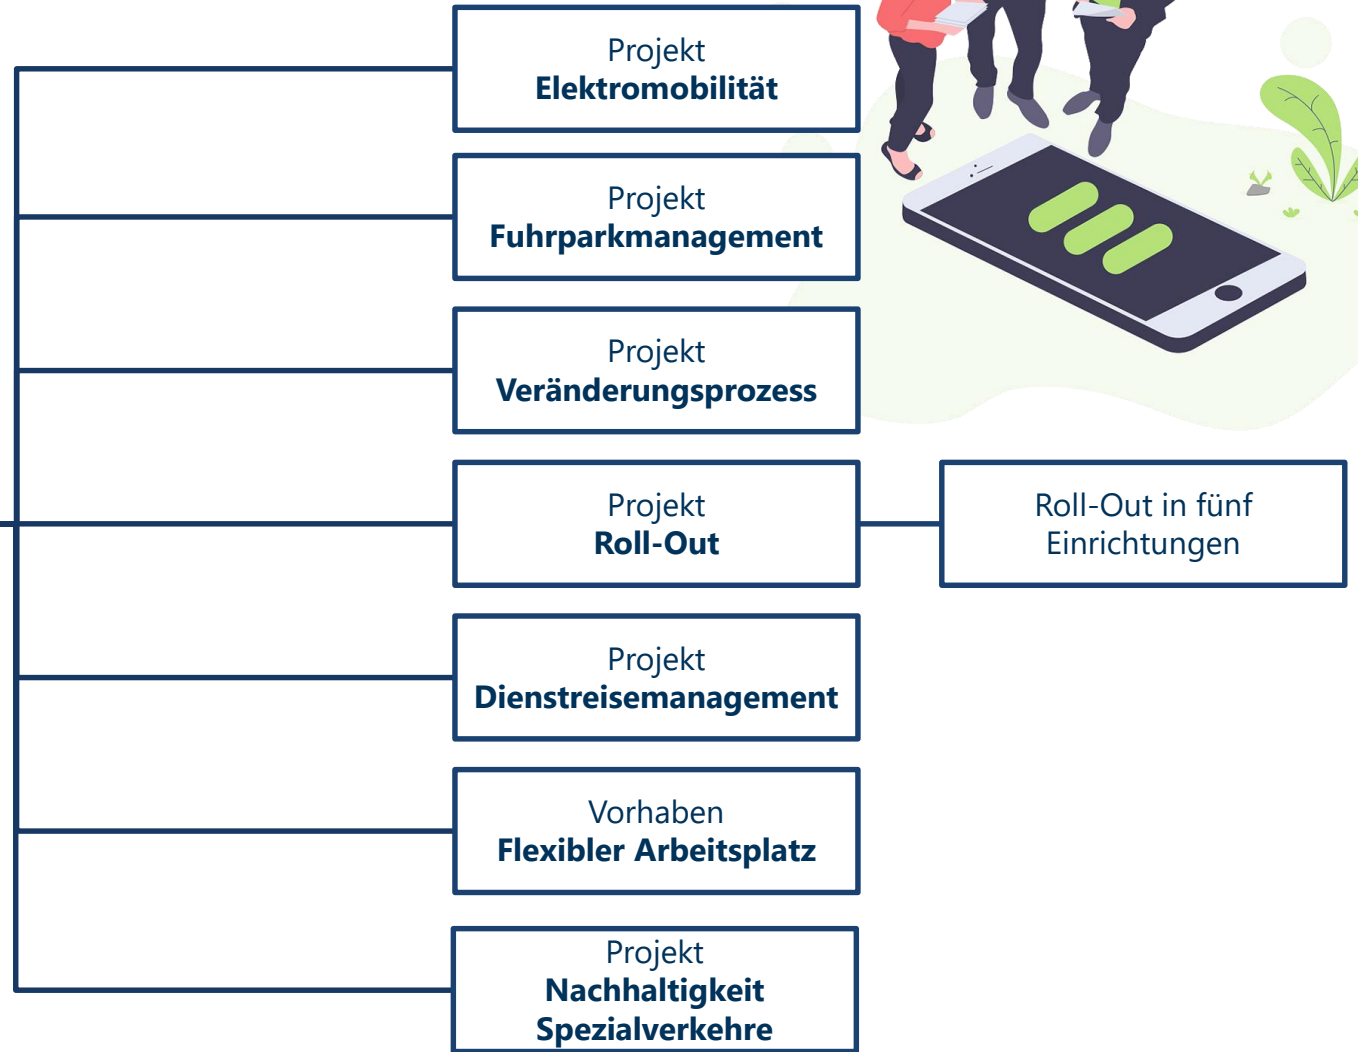 Projekt
Elektromobilität
Projekt
Fuhrparkmanagement
Projekt
Veränderungsprozess
Projekt
Roll-Out
Roll-Out in fünf
Einrichtungen
Projekt
Dienstreisemanagement
Vorhaben
Flexibler Arbeitsplatz
Projekt
Nachhaltigkeit
Spezialverkehre